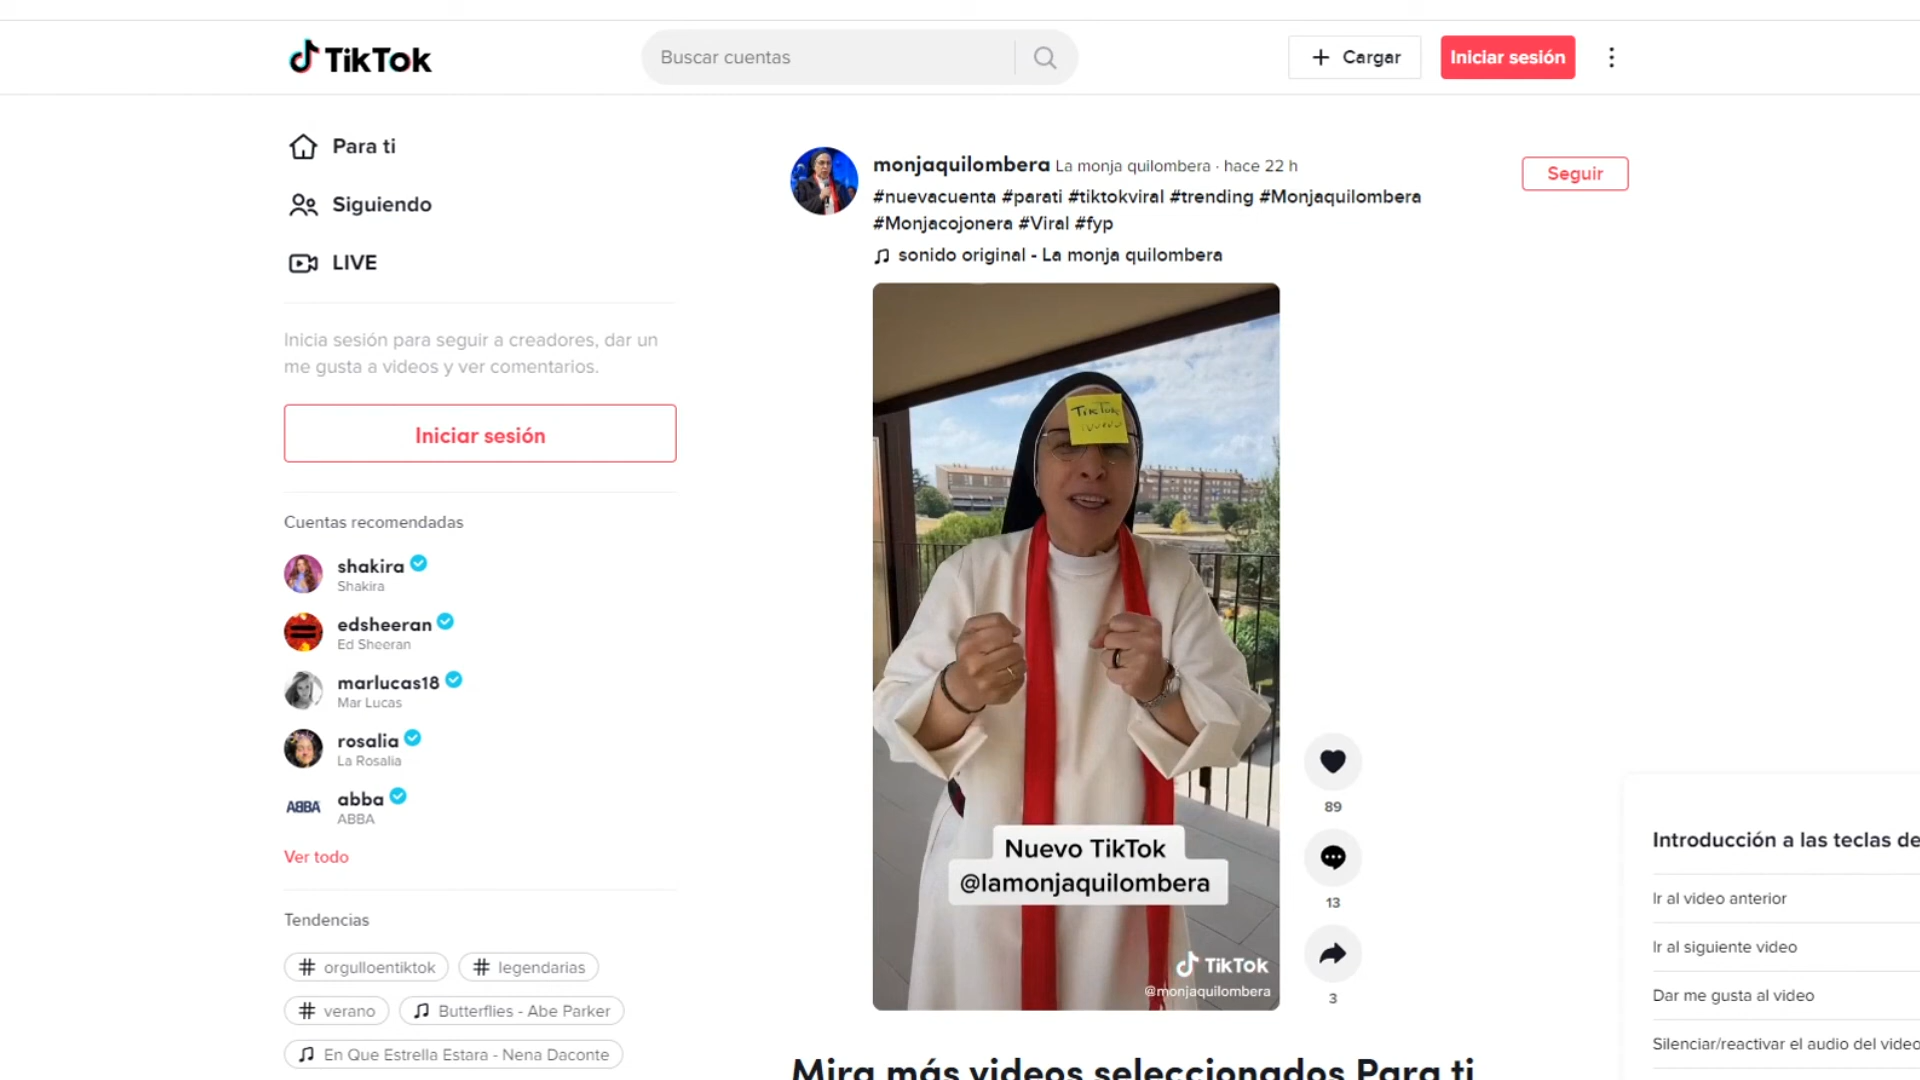 TikTok
Buscar cuentas
Cargar
Iniciar sesión
Para ti
Siguiendo
LIVE
Inicia sesión para seguir a creadores, dar un
me gusta a videos y ver comentarios.
Iniciar sesión
Cuentas recomendadas
shakira
Shakira
edsheeran
Ed Sheeran
marlucas18
Mar Lucas
rosalia
La Rosalia
ABBA
abba
ABBA
Ver todo
Tendencias
# orgulloentiktok
# legendarias
# verano
Butterflies - Abe Parker
En Que Estrella Estara - Nena Daconte
monjaquilombera La monja quilombera · hace 22 h
Seguir
#nuevacuenta #parati #tiktokviral #trending #Monjaquilombera
#Monjacojonera #Viral #fyp
sonido original - La monja quilombera
TikTok
Nuevo TikTok
@lamonjaquilombera
TikTok
@monjaquilombera
89
13
3
Mira más videos seleccionados Para ti
Introducción a las teclas de
Ir al video anterior
Ir al siguiente video
Dar me gusta al video
Silenciar/reactivar el audio del video